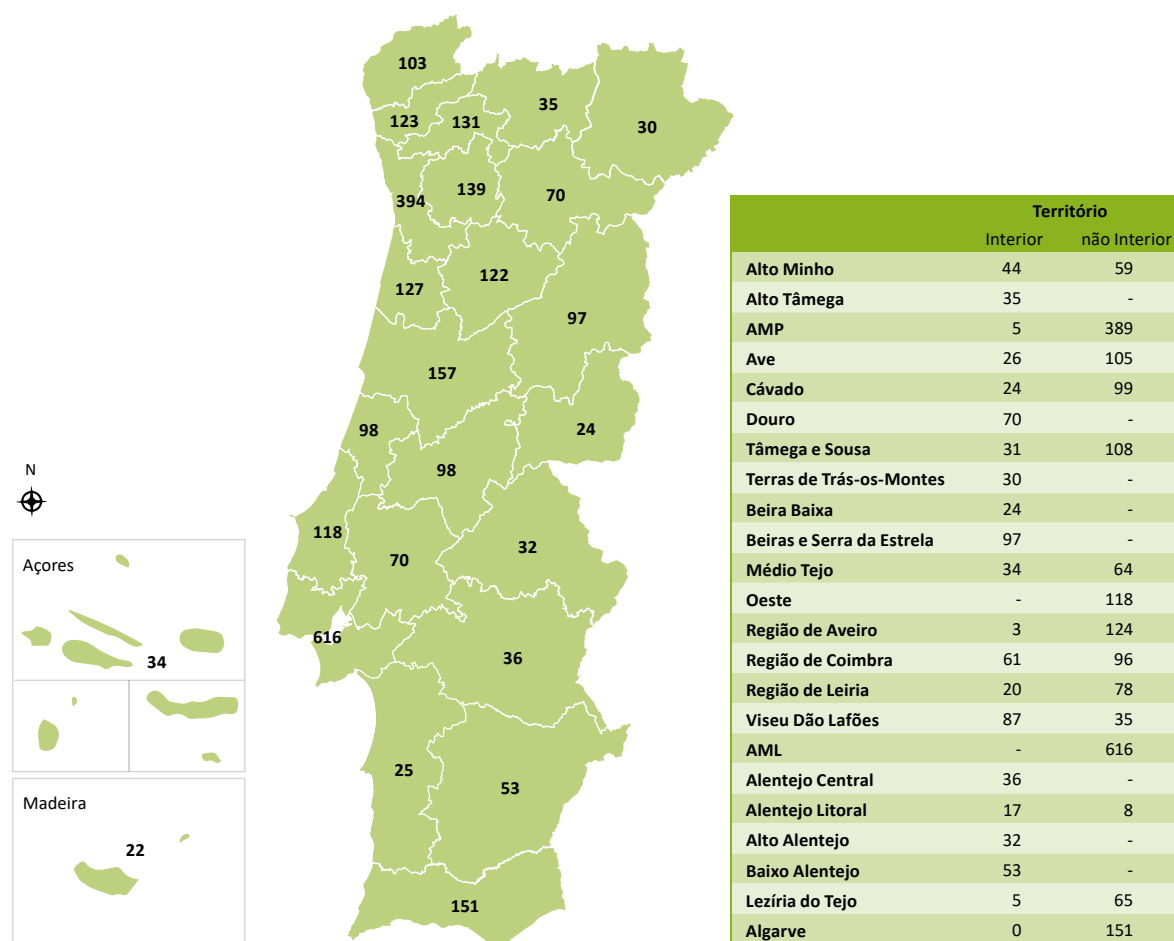 103
35
123
131
30
139
394
70
122
127
97
157
98
24
98
N
118
32
70
Açores
616
34
36
25
53
Madeira
22
151
Território
Interior não Interior
Alto Minho 44 59
Alto Tâmega 35 -
AMP 5 389
Ave 26 105
Cávado 24 99
Douro 70 -
Tâmega e Sousa 31 108
Terras de Trás-os-Montes 30 -
Beira Baixa 24 -
Beiras e Serra da Estrela 97 -
Médio Tejo 34 64
Oeste - 118
Região de Aveiro 3 124
Região de Coimbra 61 96
Região de Leiria 20 78
Viseu Dão Lafões 87 35
AML - 616
Alentejo Central 36 -
Alentejo Litoral 17 8
Alto Alentejo 32 -
Baixo Alentejo 53 -
Lezíria do Tejo 5 65
Algarve 0 151